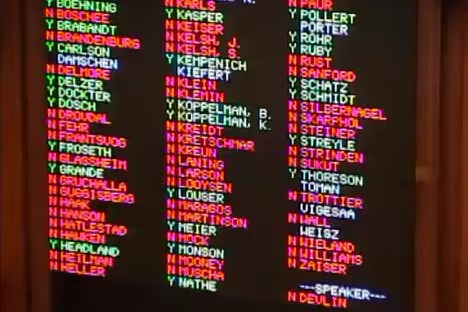 Y BOEHNING
N BOSCHEE
Y BRABANDT
N BRANDENBURG
Y CARLSON
DAMSCHEN
N DELMORE
Y DELZER
Y DOCKTER
Y DOSCH
N DROVDAL
N FEHR
N FRANTSVOG
Y FROSETH
N GLASSHEIM
Y GRANDE
N GRUCHALLA
N GUGGISBERG
N HAAK
N HANSON
N HATLESTAD
N HAWKEN
Y HEADLAND
N HEILMAN
N HELLER
N KARLS
Y KASPER
N KEISER
N KELSH, J.
N KELSH, S.
Y KEMPENICH
KIEFERT
N KLEIN
N KLEMIN
Y KOPPELMAN, B.
Y KOPPELMAN, K.
N KREIDT
N KRETSCHMAR
N KREUN
N LANING
N LARSON
N LOOYSEN
Y LOUSER
N MARAGOS
N MARTINSON
Y MEIER
N MOCK
Y MONSON
N MOONEY
N MUSCHA
Y NATHE
N PAUR
Y POLLERT
PORTER
Y ROHR
Y RUBY
N RUST
N SANFORD
Y SCHATZ
Y SCHMIDT
N SILBERNAGEL
N SKARPHOL
N STEINER
Y STREYLE
N STRINDEN
N SUKUT
Y THORESON
TOMAN
N TROTTIER
VIGESAA
N WALL
WEISZ
N WIELAND
N WILLIAMS
N ZAISER
---SPEAKER---
N DEVLIN